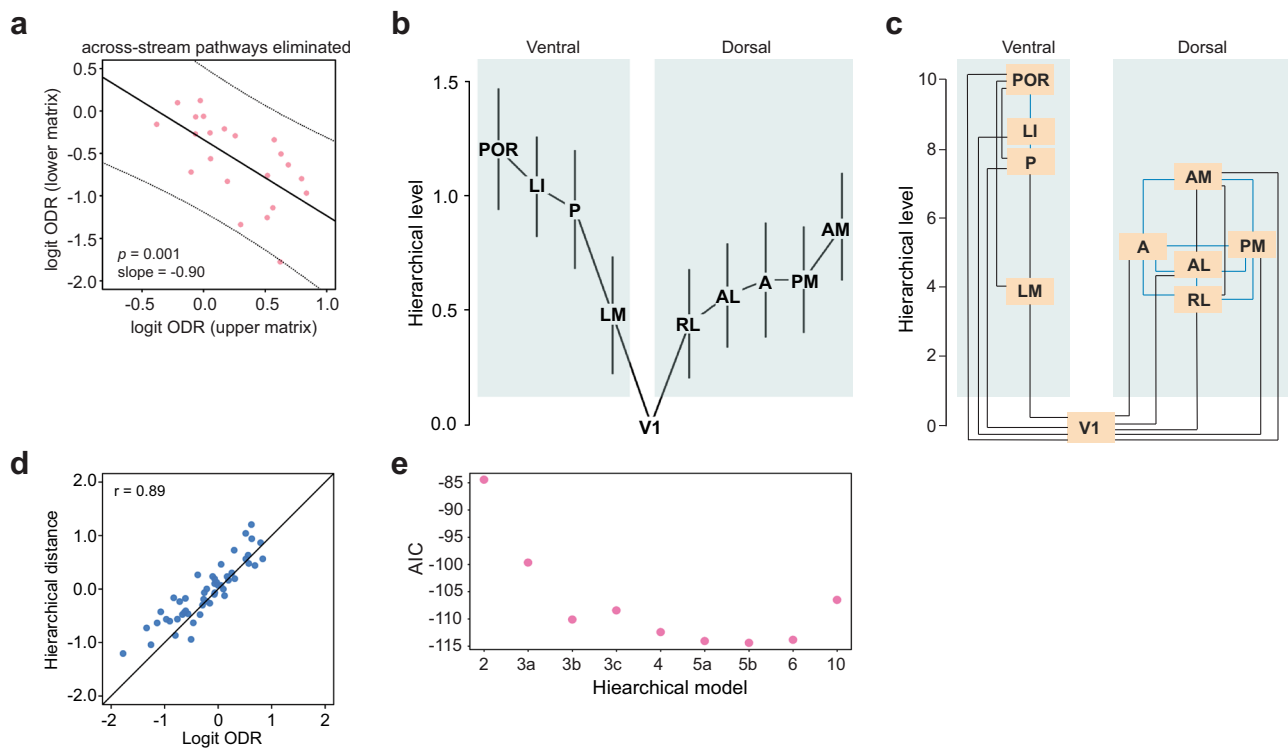 a
across-stream pathways eliminated
logit ODR (lower matrix)
0.5
0.0
-0.5
-1.0
-1.5
-2.0
p = 0.001
slope = -0.90
-0.5 0.0 0.5 1.0
logit ODR (upper matrix)
b
Ventral Dorsal
Hierarchical level
1.5
1.0
0.5
0.0
POR
LI
P
LM
V1
RL
AL
A
PM
AM
c
Ventral Dorsal
Hierarchical level
10
8
6
4
2
0
POR
LI
P
LM
V1
AM
A
PM
AL
RL
d
Hierarchical distance
2.0
1.0
0.0
-1.0
-2.0
r = 0.89
-2 -1 0 1 2
Logit ODR
e
AIC
-85
-90
-95
-100
-105
-110
-115
2 3a 3b 3c 4 5a 5b 6 10
Hiearchical model